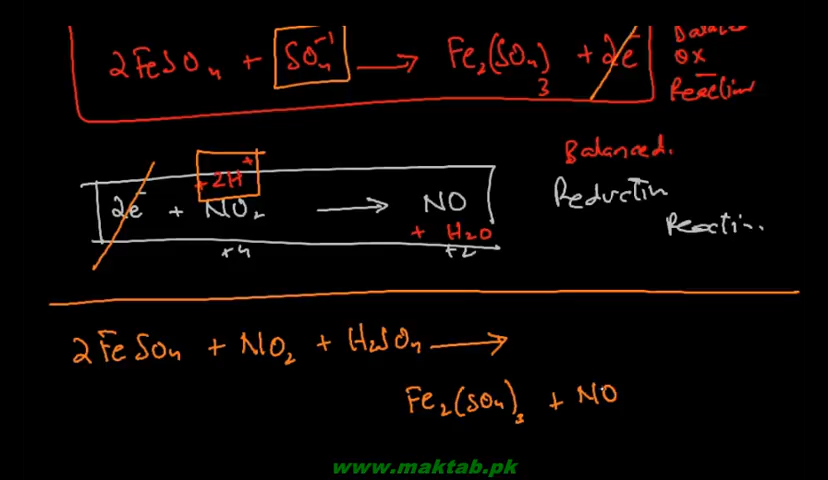 2FeSO₄ + SO₄⁻¹ → Fe₂(SO₄)₃ + 2e⁻
OX
Reaction
Balanced.
+ 2H⁺
2e⁻ + NO₂ → NO
+ H₂O
+4 +2
Reduction
Reaction.
2FeSO₄ + NO₂ + H₂SO₄ →
Fe₂(SO₄)₃ + NO
www.maktab.pk